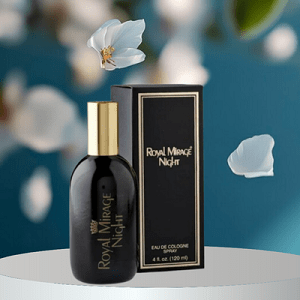 ROYAL MIRAGE
NIGHT
ROYAL MIRAGE
NIGHT
EAU DE COLOGNE
SPRAY
4 fl. oz. (120 ml)